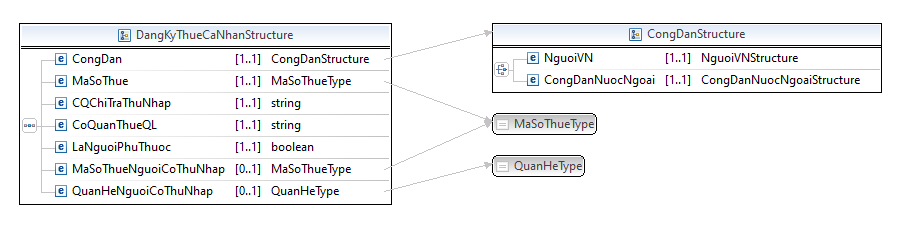 DangKyThueCaNhanStructure
CongDan [1..1] CongDanStructure
MaSoThue [1..1] MaSoThueType
CQChiTraThuNhap [1..1] string
CoQuanThueQL [1..1] string
LaNguoiPhuThuoc [1..1] boolean
MaSoThueNguoiCoThuNhap [0..1] MaSoThueType
QuanHeNguoiCoThuNhap [0..1] QuanHeType
CongDanStructure
NguoiVN [1..1] NguoiVNStructure
CongDanNuocNgoai [1..1] CongDanNuocNgoaiStructure
MaSoThueType
QuanHeType